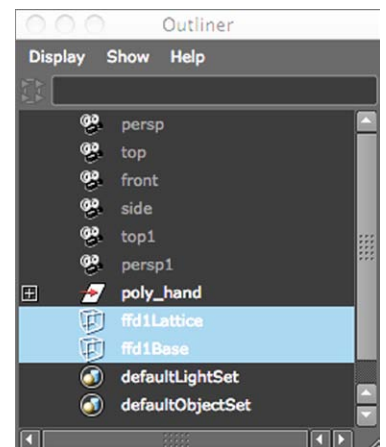 Outliner
Display Show Help
persp
top
front
side
top1
persp1
poly_hand
ffd1Lattice
ffd1Base
defaultLightSet
defaultObjectSet